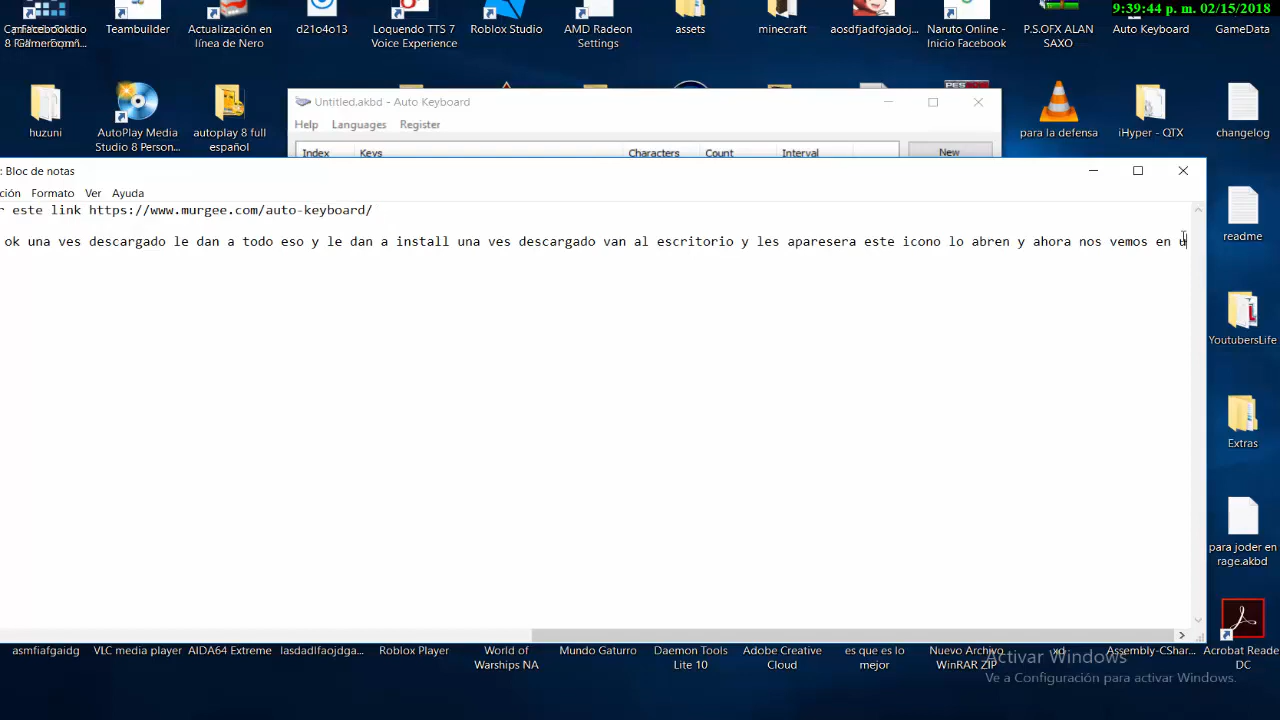 9:39:44 p. m. 02/15/2018
Teambuilder
Actualización en
línea de Nero
d21o4o13
Loquendo TTS 7
Voice Experience
Roblox Studio
AMD Radeon
Settings
assets
minecraft
aosdfjadfojadoj...
Naruto Online -
Inicio Facebook
P.S.OFX ALAN
SAXO
Auto Keyboard
GameData
huzuni
AutoPlay Media
Studio 8 Person...
autoplay 8 full
español
Untitled.akbd - Auto Keyboard
Help Languages Register
Index Keys Characters Count Interval New
para la defensa
iHyper - QTX
changelog
: Bloc de notas
ción Formato Ver Ayuda
r este link https://www.murgee.com/auto-keyboard/
ok una ves descargado le dan a todo eso y le dan a install una ves descargado van al escritorio y les aparesera este icono lo abren y ahora nos vemos en u
readme
YoutubersLife
Extras
para joder en
rage.akbd
asmfiafgaidg
VLC media player
AIDA64 Extreme
lasdadlfaojdga...
Roblox Player
World of
Warships NA
Mundo Gaturro
Daemon Tools
Lite 10
Adobe Creative
Cloud
es que es lo
mejor
Nuevo Archivo
WinRAR ZIP
xd
Assembly-CShar...
Acrobat Reade
DC
Activar Windows
Ve a Configuración para activar Windows.